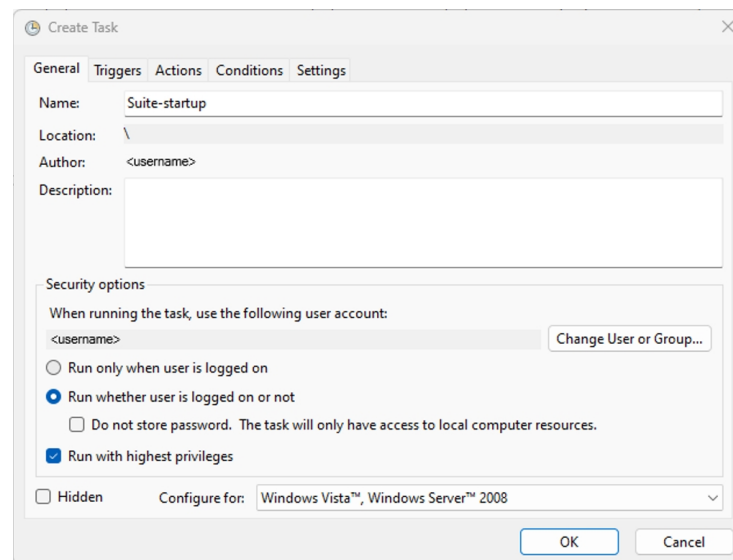 Create Task
General Triggers Actions Conditions Settings
Name: Suite-startup
Location: \
Author: <username>
Description:
Security options
When running the task, use the following user account:
<username> Change User or Group...
Run only when user is logged on
Run whether user is logged on or not
Do not store password. The task will only have access to local computer resources.
Run with highest privileges
Hidden Configure for: Windows Vista™, Windows Server™ 2008
OK Cancel